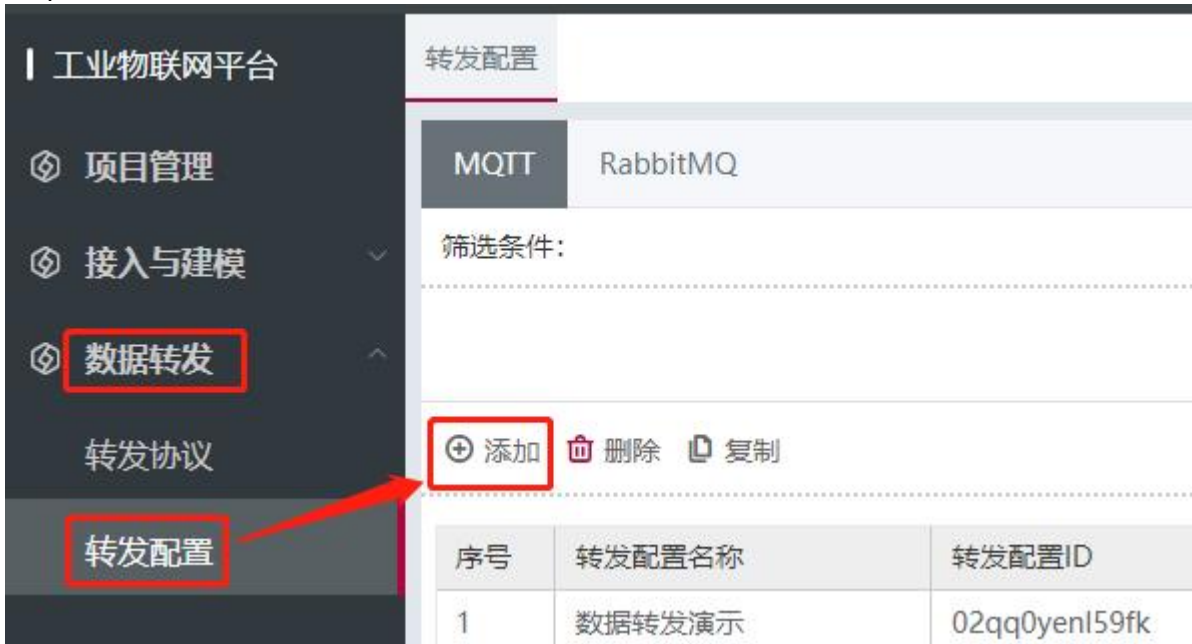 工业物联网平台
转发配置
项目管理
MQTT RabbitMQ
接入与建模
筛选条件：
数据转发
转发协议
添加 删除 复制
转发配置
序号 转发配置名称 转发配置ID
1 数据转发演示 02qq0yenl59fk